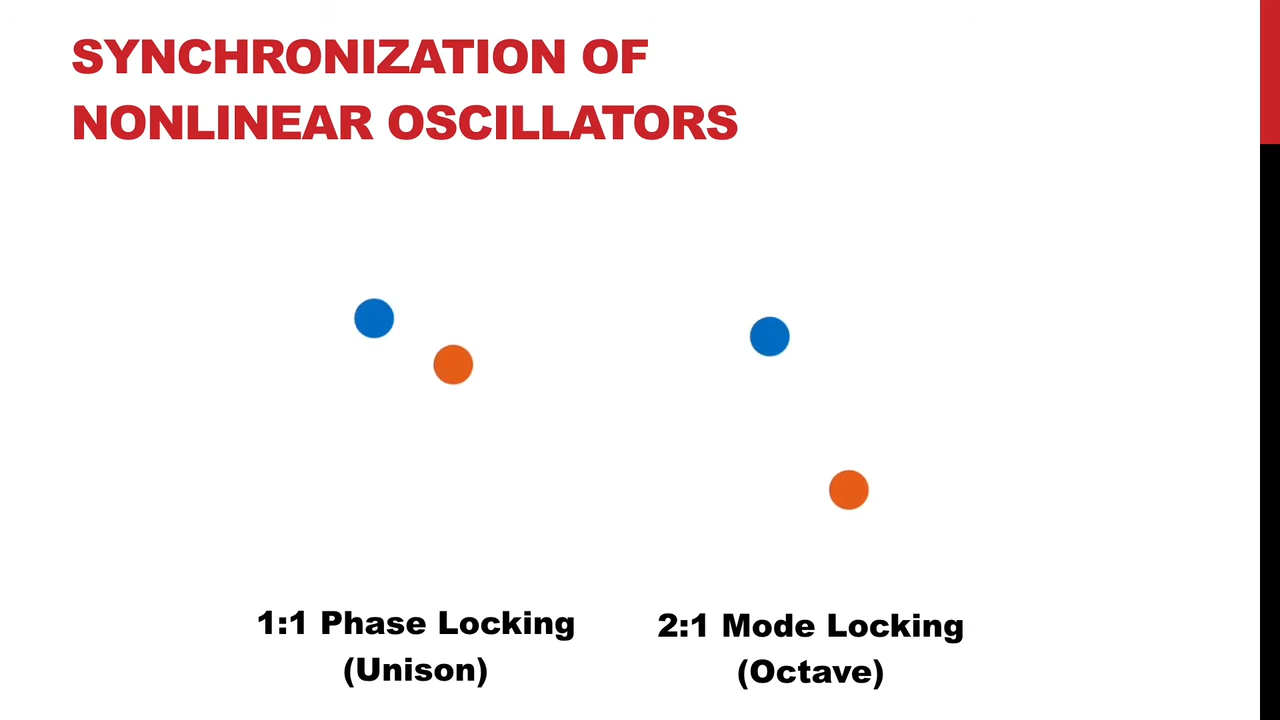 SYNCHRONIZATION OF
NONLINEAR OSCILLATORS
1:1 Phase Locking
(Unison)
2:1 Mode Locking
(Octave)